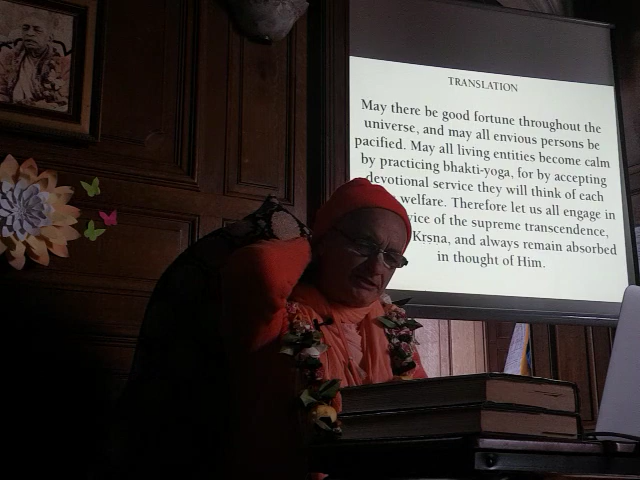 TRANSLATION
May there be good fortune throughout the
universe, and may all envious persons be
pacified. May all living entities become calm
by practicing bhakti-yoga, for by accepting
devotional service they will think of each
welfare. Therefore let us all engage in
of the supreme transcendence,
Kṛṣṇa, and always remain absorbed
in thought of Him.